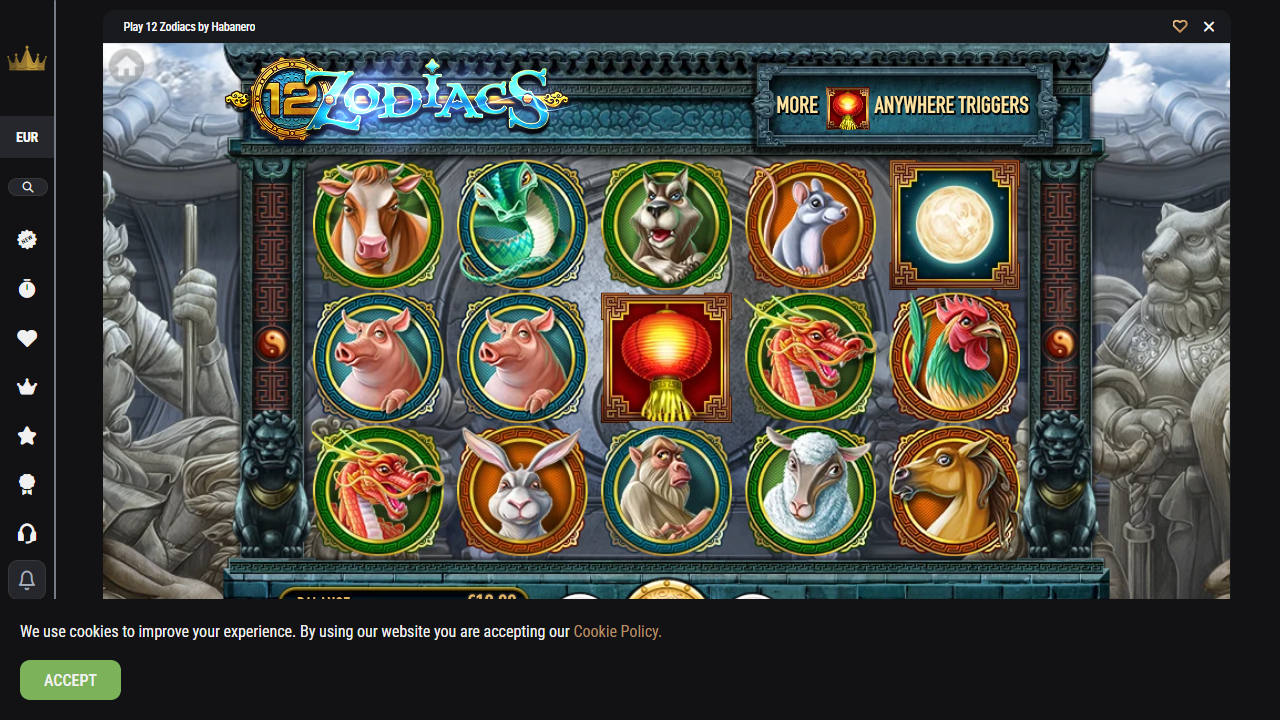 Play 12 Zodiacs by Habanero
EUR
NEW
12 Zodiacs
MORE ANYWHERE TRIGGERS
We use cookies to improve your experience. By using our website you are accepting our Cookie Policy.
ACCEPT